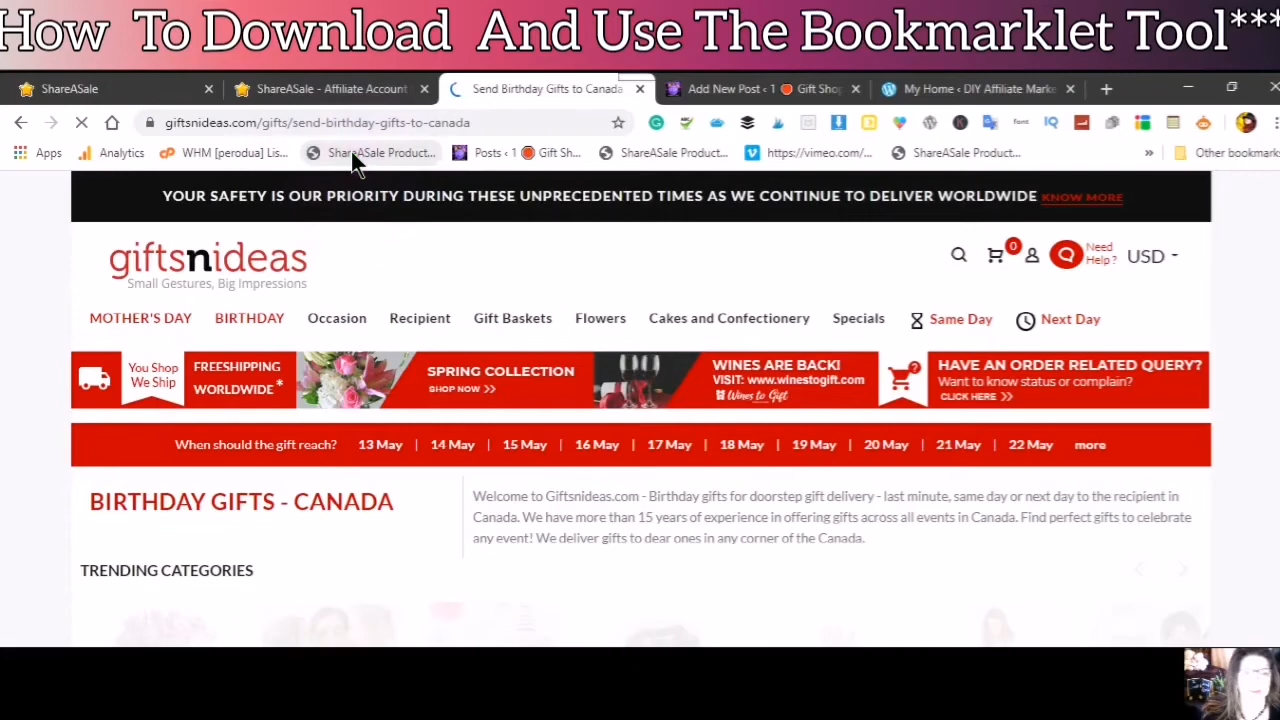 How To Download And Use The Bookmarklet Tool***
ShareASale
ShareASale - Affiliate Account
Send Birthday Gifts to Canada
Add New Post ‹ 1 🔴 Gift Shop
My Home ‹ DIY Affiliate Marke
giftsnideas.com/gifts/send-birthday-gifts-to-canada
Apps
Analytics
WHM [perodua] Lis...
ShareASale Product...
Posts ‹ 1 🔴 Gift Sh...
ShareASale Product...
https://vimeo.com/...
ShareASale Product...
»
Other bookmark
YOUR SAFETY IS OUR PRIORITY DURING THESE UNPRECEDENTED TIMES AS WE CONTINUE TO DELIVER WORLDWIDE KNOW MORE
giftsnideas
Small Gestures, Big Impressions
0
Need
Help ?
USD
MOTHER'S DAY BIRTHDAY Occasion Recipient Gift Baskets Flowers Cakes and Confectionery Specials Same Day Next Day
You Shop
We Ship
FREESHIPPING
WORLDWIDE*
SPRING COLLECTION
SHOP NOW >>
WINES ARE BACK!
VISIT: www.winestogift.com
Wines to Gift
HAVE AN ORDER RELATED QUERY?
Want to know status or complain?
CLICK HERE >>
When should the gift reach? 13 May | 14 May | 15 May | 16 May | 17 May | 18 May | 19 May | 20 May | 21 May | 22 May more
BIRTHDAY GIFTS - CANADA
Welcome to Giftsnideas.com - Birthday gifts for doorstep gift delivery - last minute, same day or next day to the recipient in
Canada. We have more than 15 years of experience in offering gifts across all events in Canada. Find perfect gifts to celebrate
any event! We deliver gifts to dear ones in any corner of the Canada.
TRENDING CATEGORIES